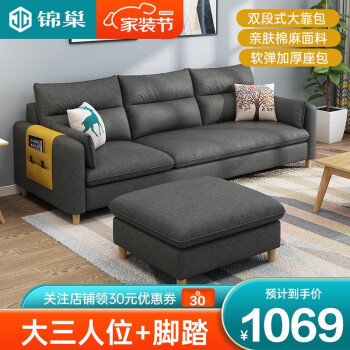 锦巢
家装节
双段式大靠包
亲肤棉麻面料
软弹加厚座包
关注店铺领30元优惠券
30
预计到手价
大三人位+脚踏
¥1069